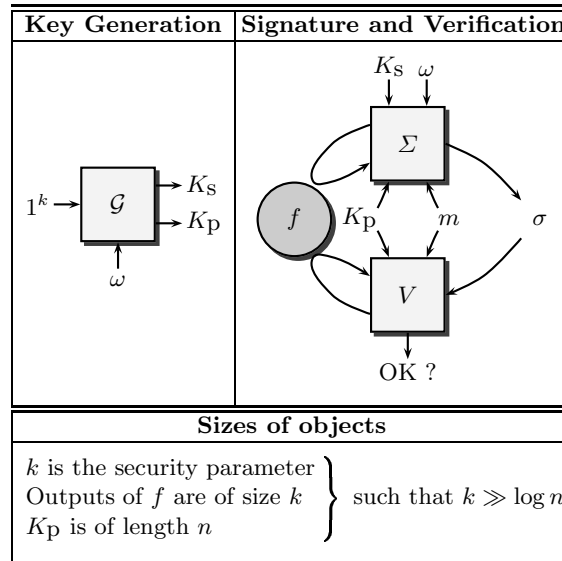 Key Generation
Signature and Verification
1^k
𝒢
K_s
K_p
ω
K_s ω
Σ
f K_p m σ
V
OK ?
Sizes of objects
k is the security parameter
Outputs of f are of size k
K_p is of length n
such that k ≫ log n